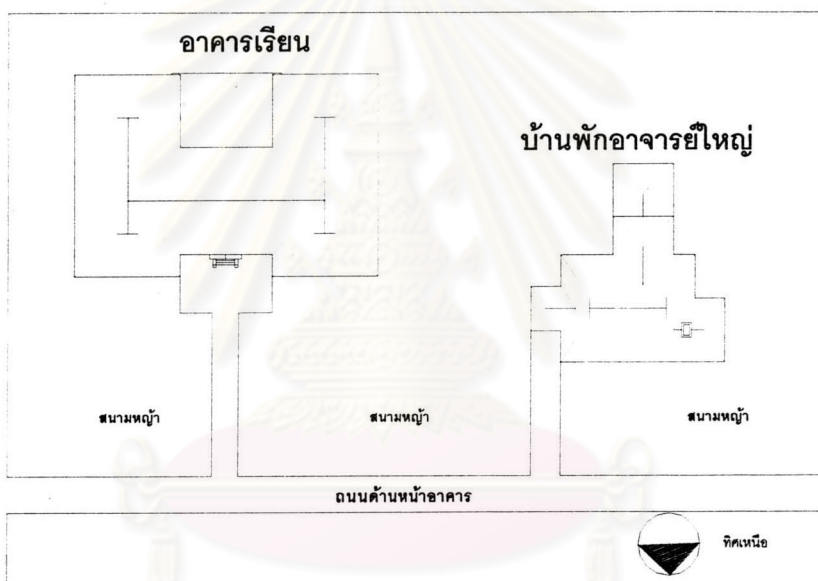 อาคารเรียน
บ้านพักอาจารย์ใหญ่
สนามหญ้า
สนามหญ้า
สนามหญ้า
ถนนด้านหน้าอาคาร
ทิศเหนือ